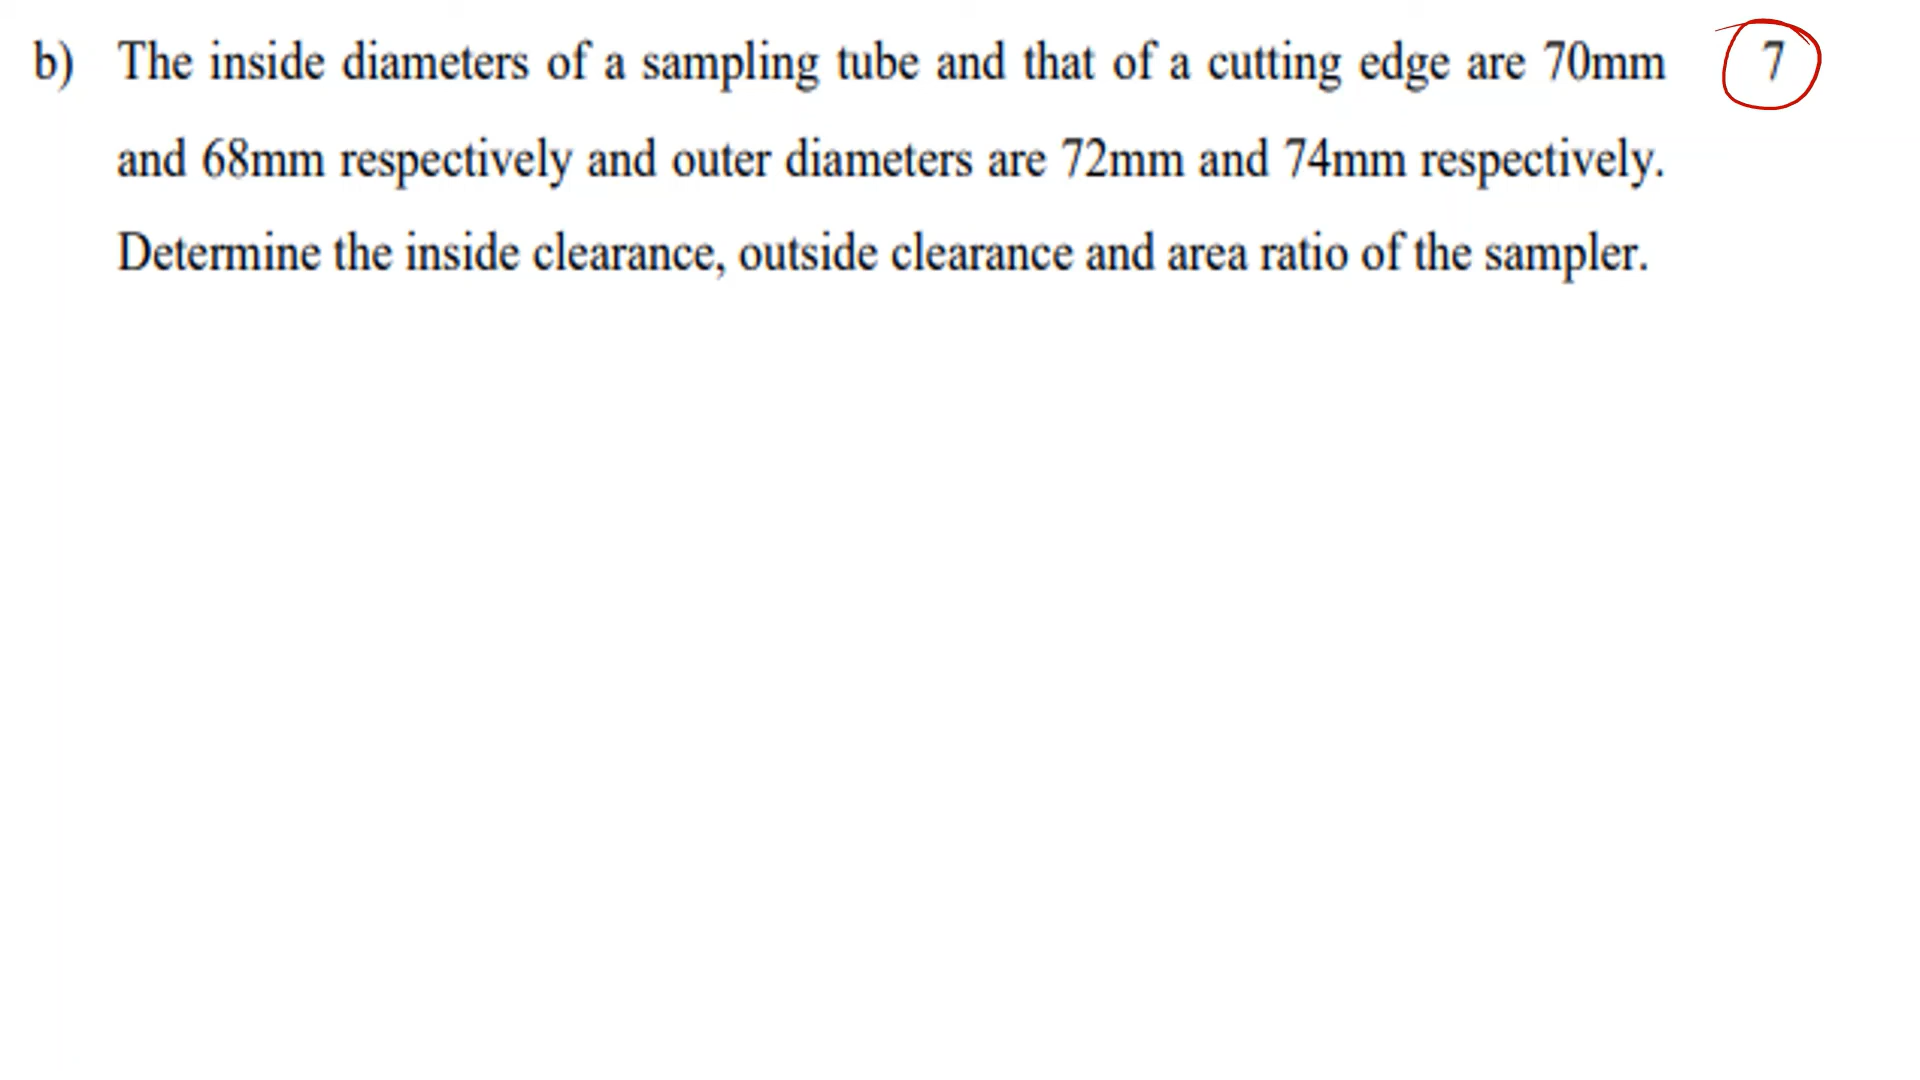 b) The inside diameters of a sampling tube and that of a cutting edge are 70mm 7
and 68mm respectively and outer diameters are 72mm and 74mm respectively.
Determine the inside clearance, outside clearance and area ratio of the sampler.